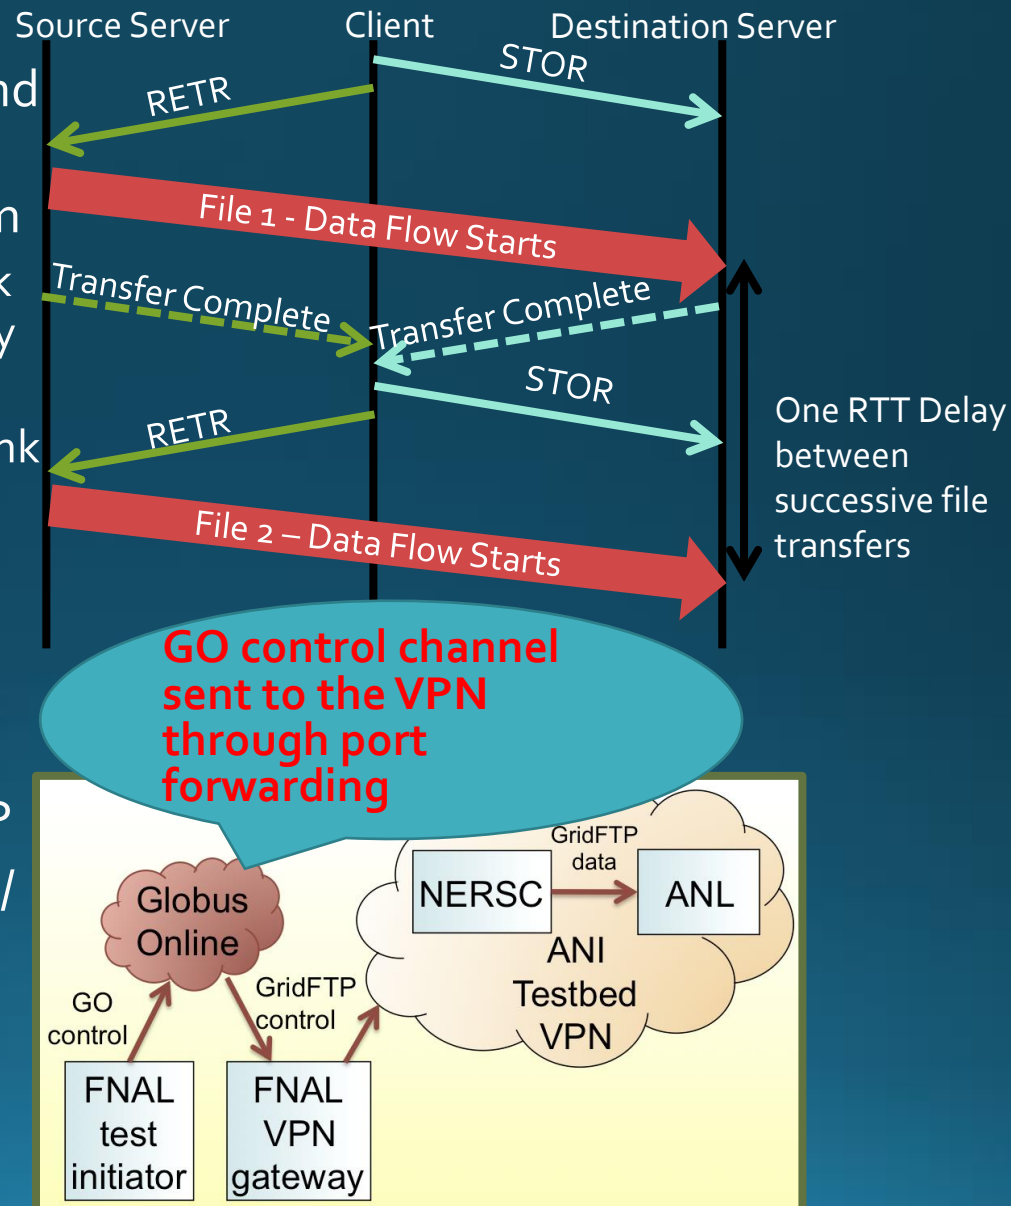 Source Server
Client
Destination Server
STOR
RETR
File 1 - Data Flow Starts
Transfer Complete
Transfer Complete
STOR
RETR
One RTT Delay
between
successive file
transfers
File 2 – Data Flow Starts
GO control channel
sent to the VPN
through port
forwarding
GridFTP
data
NERSC
ANL
Globus
Online
ANI
Testbed
VPN
GO
control
GridFTP
control
FNAL
test
initiator
FNAL
VPN
gateway